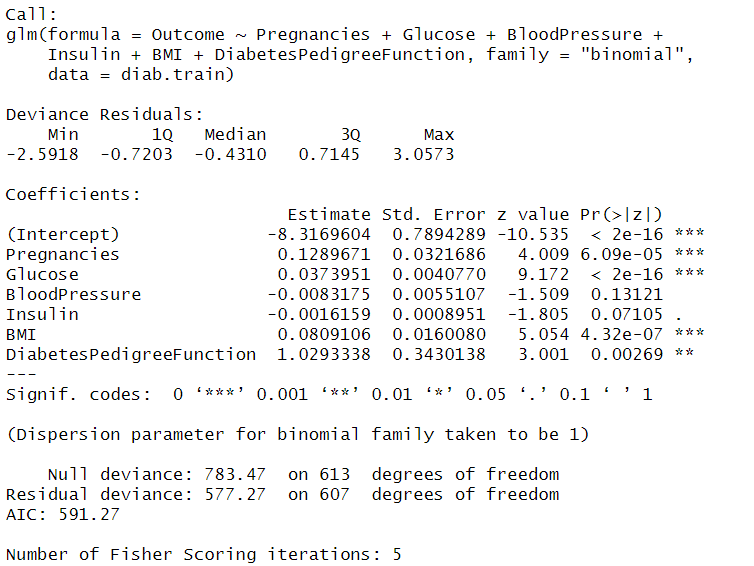 Call:
glm(formula = Outcome ~ Pregnancies + Glucose + BloodPressure +
    Insulin + BMI + DiabetesPedigreeFunction, family = "binomial",
    data = diab.train)

Deviance Residuals:
    Min       1Q   Median       3Q      Max
-2.5918  -0.7203  -0.4310   0.7145   3.0573

Coefficients:
                           Estimate Std. Error z value Pr(>|z|)
(Intercept)              -8.3169604  0.7894289 -10.535  < 2e-16 ***
Pregnancies               0.1289671  0.0321686   4.009 6.09e-05 ***
Glucose                   0.0373951  0.0040770   9.172  < 2e-16 ***
BloodPressure            -0.0083175  0.0055107  -1.509  0.13121
Insulin                  -0.0016159  0.0008951  -1.805  0.07105 .
BMI                       0.0809106  0.0160080   5.054 4.32e-07 ***
DiabetesPedigreeFunction  1.0293338  0.3430138   3.001  0.00269 **
---
Signif. codes:  0 ‘***’ 0.001 ‘**’ 0.01 ‘*’ 0.05 ‘.’ 0.1 ‘ ’ 1

(Dispersion parameter for binomial family taken to be 1)

    Null deviance: 783.47  on 613  degrees of freedom
Residual deviance: 577.27  on 607  degrees of freedom
AIC: 591.27

Number of Fisher Scoring iterations: 5